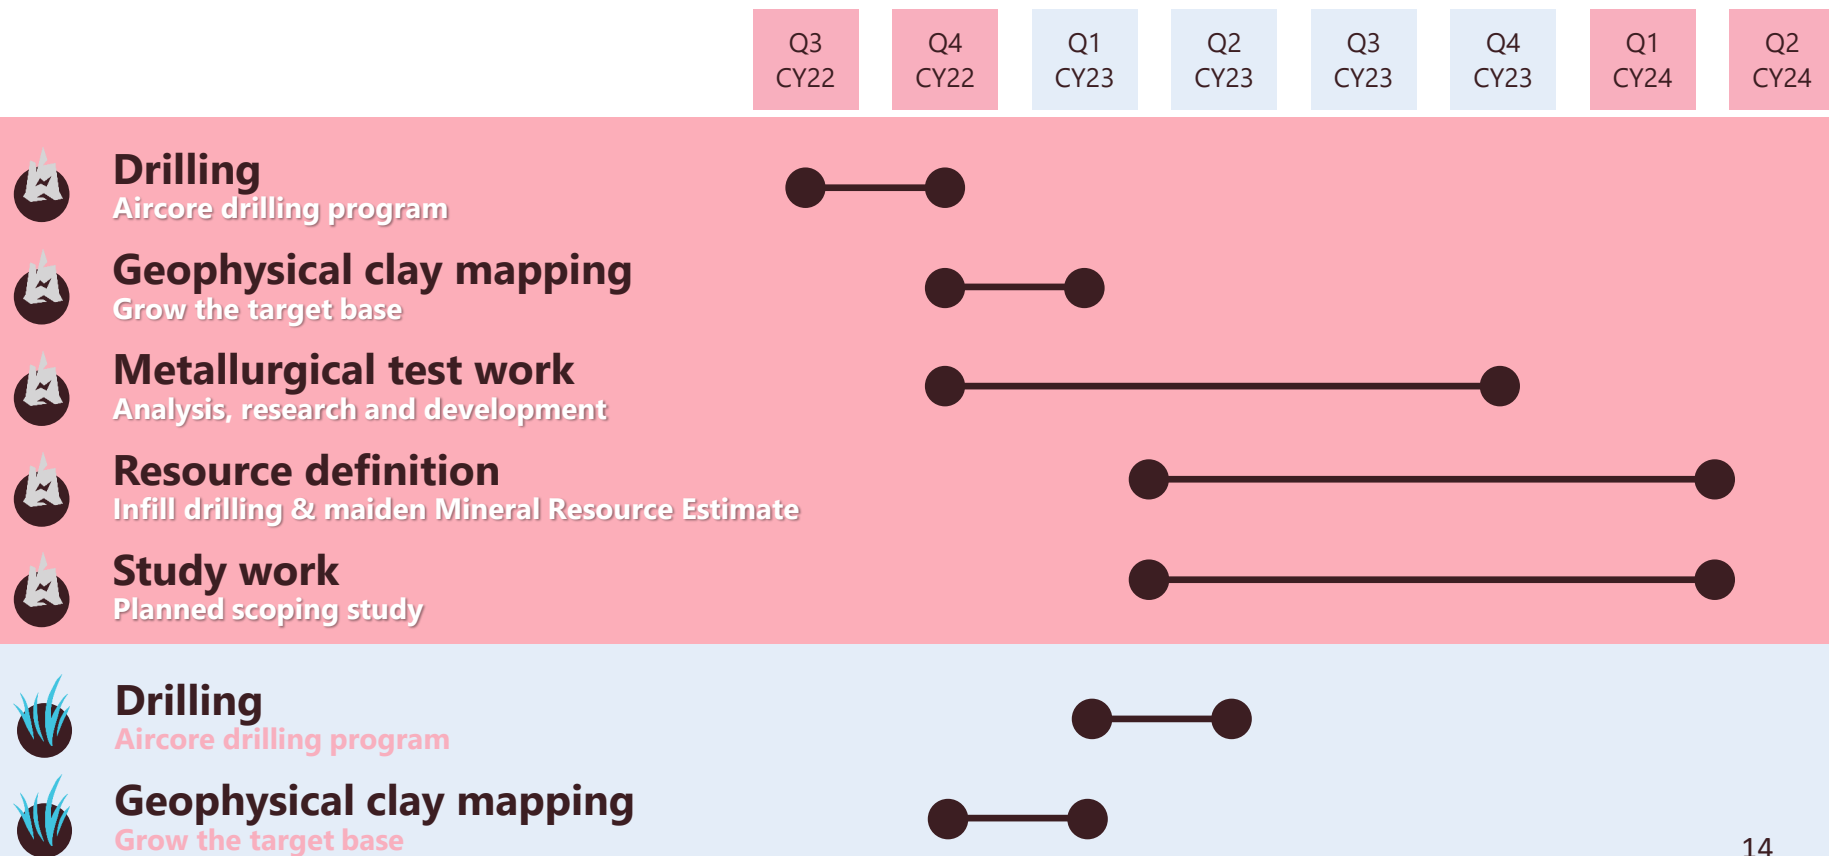 Q3 CY22
Q4 CY22
Q1 CY23
Q2 CY23
Q3 CY23
Q4 CY23
Q1 CY24
Q2 CY24
Drilling
Aircore drilling program
Geophysical clay mapping
Grow the target base
Metallurgical test work
Analysis, research and development
Resource definition
Infill drilling & maiden Mineral Resource Estimate
Study work
Planned scoping study
Drilling
Aircore drilling program
Geophysical clay mapping
Grow the target base
14